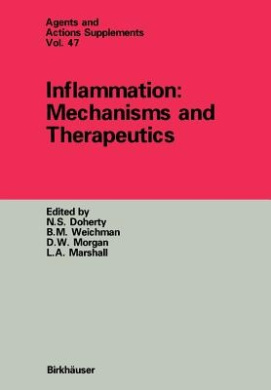 Agents and
Actions Supplements
Vol. 47
Inflammation:
Mechanisms and
Therapeutics
Edited by
N.S. Doherty
B.M. Weichman
D.W. Morgan
L.A. Marshall
Birkhäuser